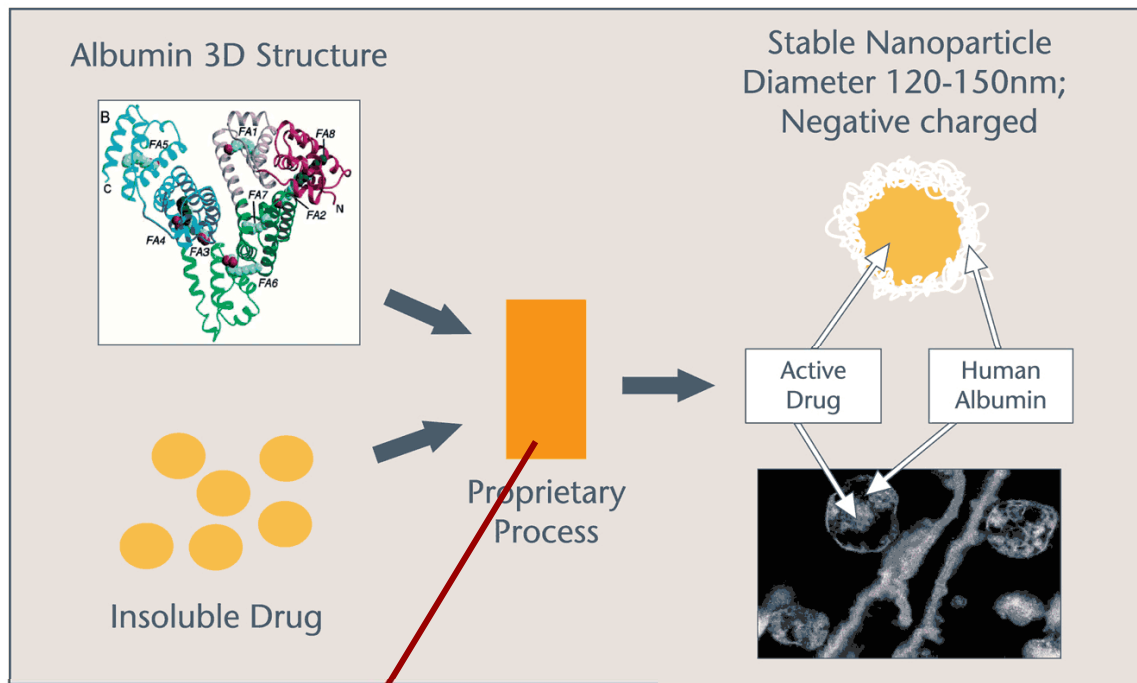 Albumin 3D Structure
B
FA5
C
FA4
FA3
FA1
FA8
FA7
N
FA2
FA6
Insoluble Drug
Proprietary
Process
Stable Nanoparticle
Diameter 120-150nm;
Negative charged
Active
Drug
Human
Albumin